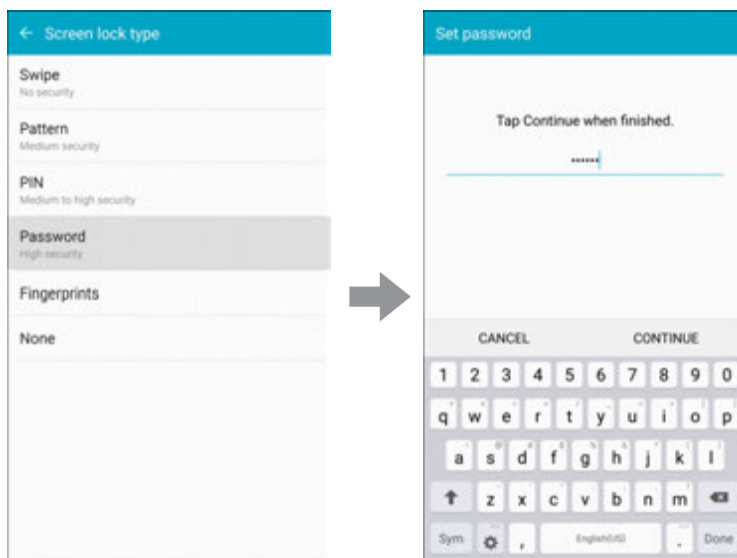 ← Screen lock type
Swipe
No security
Pattern
Medium security
PIN
Medium to high security
Password
High security
Fingerprints
None
Set password
Tap Continue when finished.
••••••
CANCEL CONTINUE
1 2 3 4 5 6 7 8 9 0
q w e r t y u i o p
a s d f g h j k l
z x c v b n m
Sym , English(US) . Done